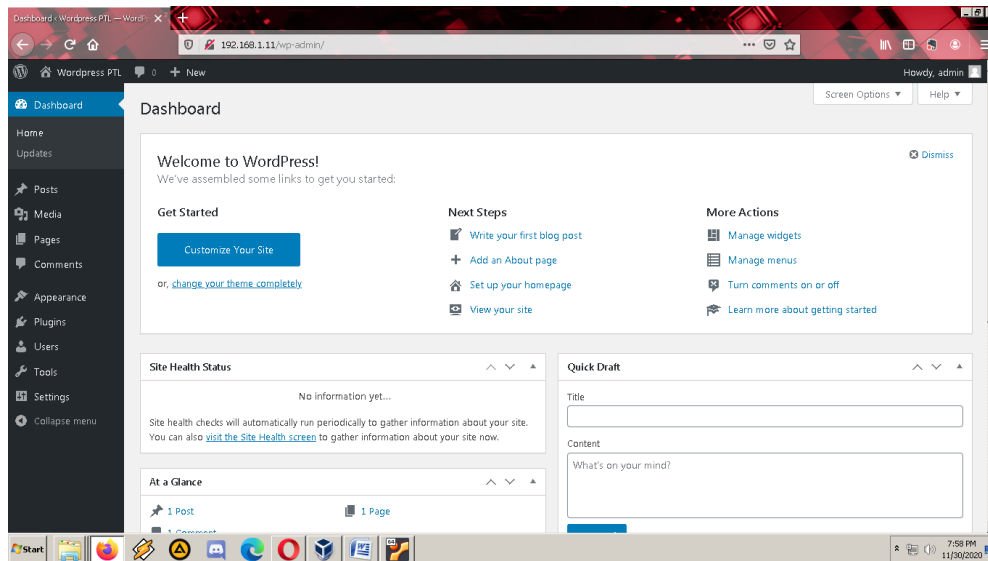 Dashboard ‹ Wordpress PTL — Word
192.168.1.11/wp-admin/
Wordpress PTL 0 New Howdy, admin
Screen Options Help
Dashboard
Home
Updates
Posts
Media
Pages
Comments
Appearance
Plugins
Users
Tools
Settings
Collapse menu
Dashboard
Welcome to WordPress!
We've assembled some links to get you started:
Dismiss
Get Started
Customize Your Site
or, change your theme completely
Next Steps
Write your first blog post
Add an About page
Set up your homepage
View your site
More Actions
Manage widgets
Manage menus
Turn comments on or off
Learn more about getting started
Site Health Status
No information yet...
Site health checks will automatically run periodically to gather information about your site.
You can also visit the Site Health screen to gather information about your site now.
At a Glance
1 Post
1 Page
1 Comment
Quick Draft
Title
Content
What's on your mind?
Start
7:58 PM
11/30/2020